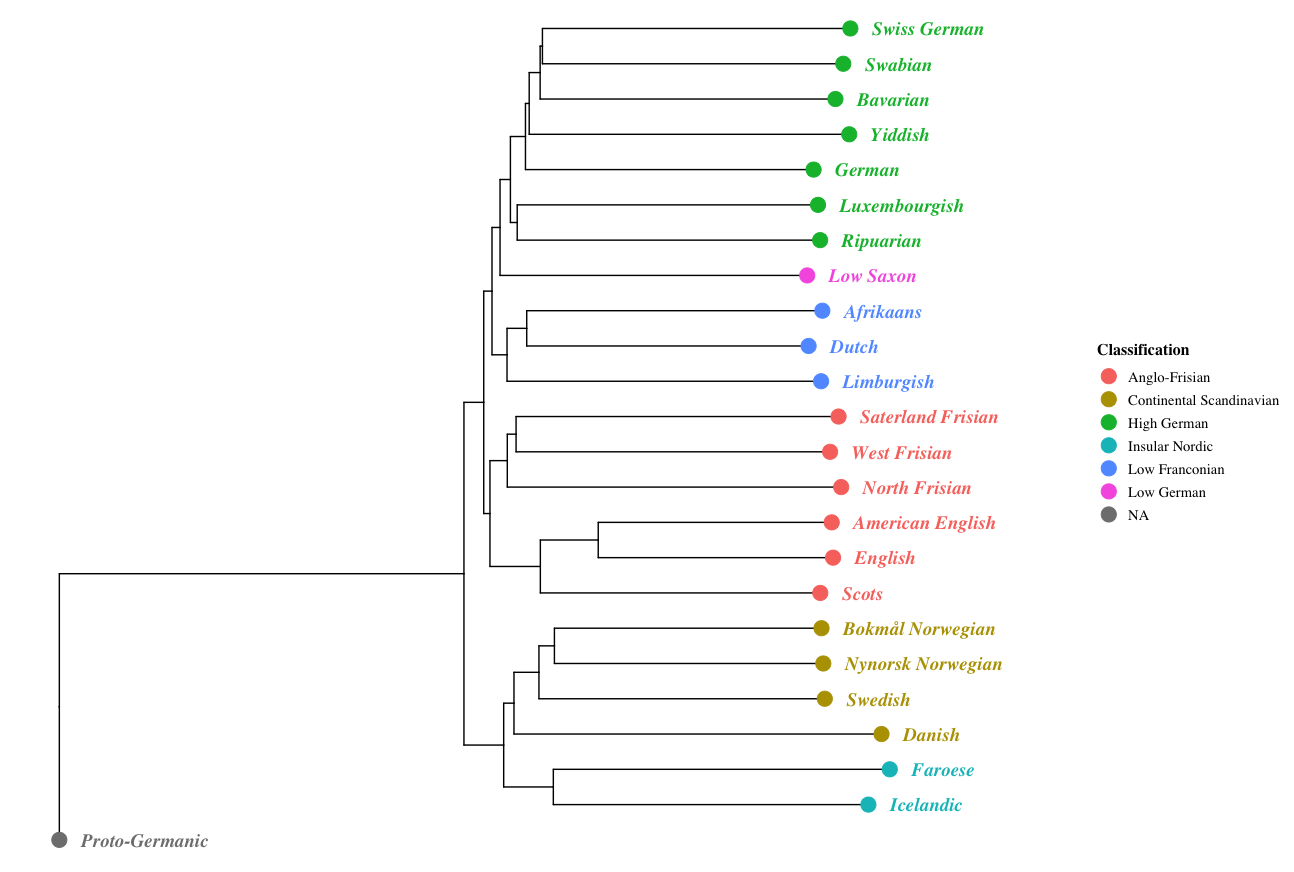 Swiss German
Swabian
Bavarian
Yiddish
German
Luxembourgish
Ripuarian
Low Saxon
Afrikaans
Dutch
Limburgish
Saterland Frisian
West Frisian
North Frisian
American English
English
Scots
Bokmål Norwegian
Nynorsk Norwegian
Swedish
Danish
Faroese
Icelandic
Proto-Germanic
Classification
Anglo-Frisian
Continental Scandinavian
High German
Insular Nordic
Low Franconian
Low German
NA